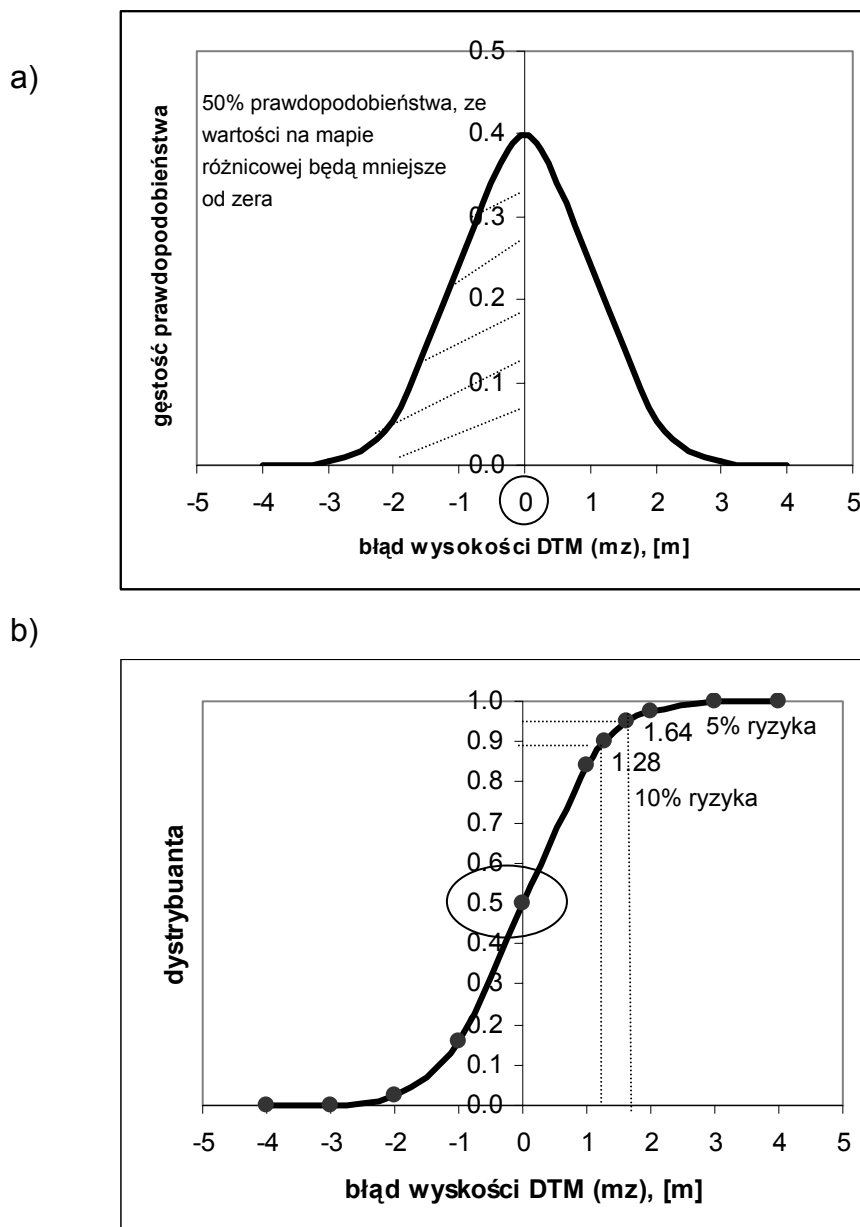 a)
0.5
50% prawdopodobieństwa, ze
wartości na mapie
różnicowej będą mniejsze
od zera
0.4
0.3
0.2
0.1
0.0
gęstość prawdopodobieństwa
-5 -4 -3 -2 -1 0 1 2 3 4 5
błąd wysokości DTM (mz), [m]
b)
1.0
0.9
0.8
0.7
0.6
0.5
0.4
0.3
0.2
0.1
0.0
1.64 5% ryzyka
1.28
10% ryzyka
dystrybuanta
-5 -4 -3 -2 -1 0 1 2 3 4 5
błąd wyskości DTM (mz), [m]